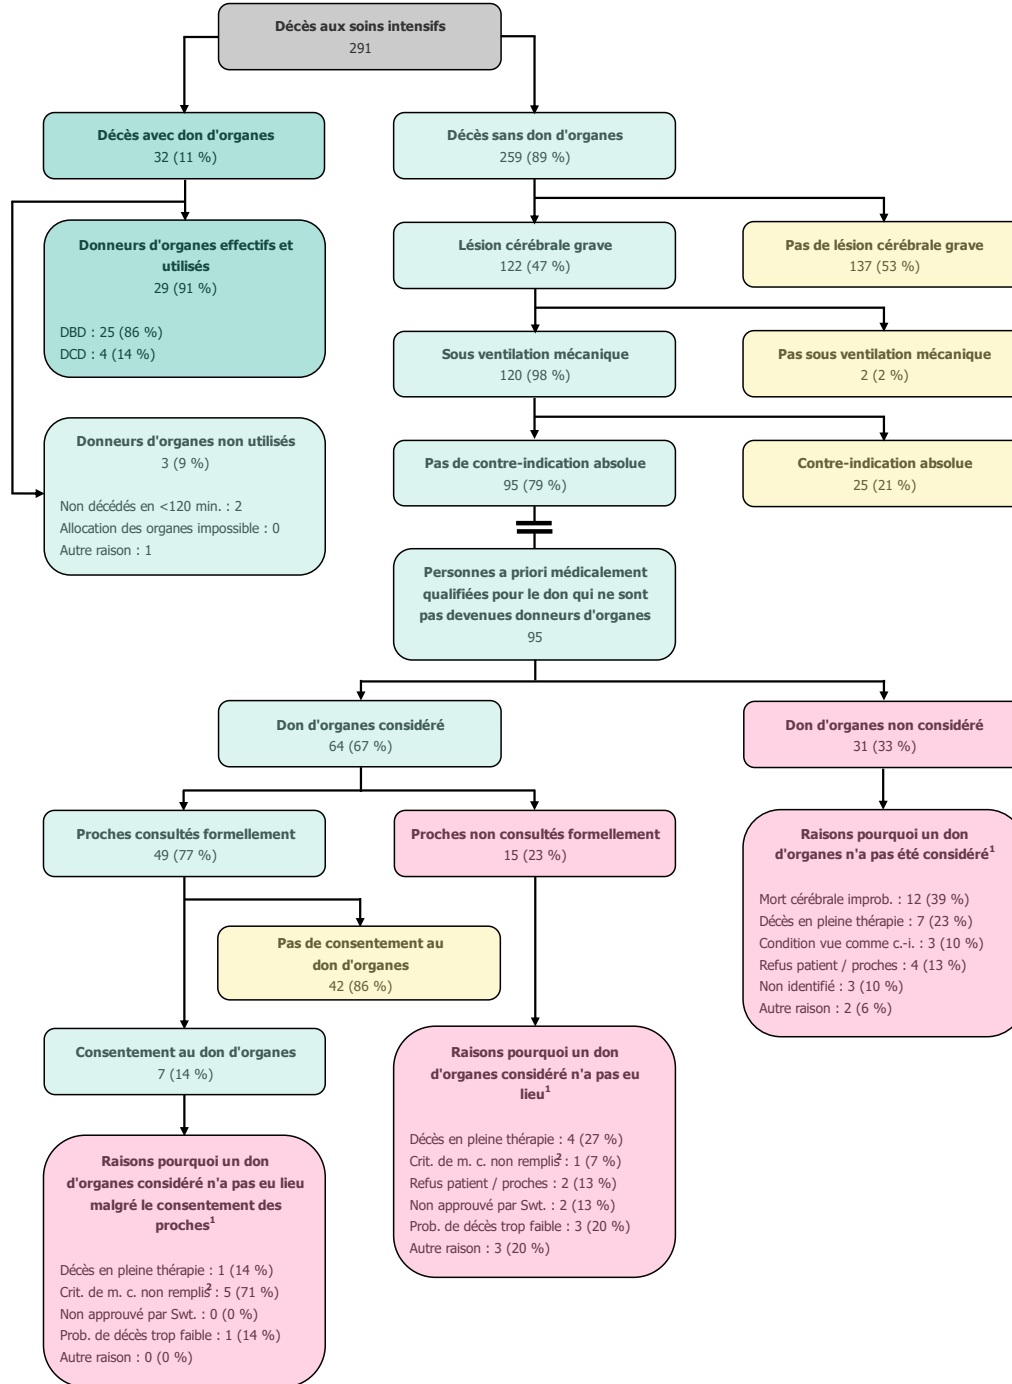 Décès aux soins intensifs
291
Décès avec don d'organes
32 (11 %)
Décès sans don d'organes
259 (89 %)
Donneurs d'organes effectifs et
utilisés
29 (91 %)
DBD : 25 (86 %)
DCD : 4 (14 %)
Lésion cérébrale grave
122 (47 %)
Pas de lésion cérébrale grave
137 (53 %)
Sous ventilation mécanique
120 (98 %)
Pas sous ventilation mécanique
2 (2 %)
Donneurs d'organes non utilisés
3 (9 %)
Non décédés en <120 min. : 2
Allocation des organes impossible : 0
Autre raison : 1
Pas de contre-indication absolue
95 (79 %)
Contre-indication absolue
25 (21 %)
Personnes a priori médicalement
qualifiées pour le don qui ne sont
pas devenues donneurs d'organes
95
Don d'organes considéré
64 (67 %)
Don d'organes non considéré
31 (33 %)
Proches consultés formellement
49 (77 %)
Proches non consultés formellement
15 (23 %)
Raisons pourquoi un don
d'organes n'a pas été considéré¹
Mort cérébrale improb. : 12 (39 %)
Décès en pleine thérapie : 7 (23 %)
Condition vue comme c.-i. : 3 (10 %)
Refus patient / proches : 4 (13 %)
Non identifié : 3 (10 %)
Autre raison : 2 (6 %)
Pas de consentement au
don d'organes
42 (86 %)
Consentement au don d'organes
7 (14 %)
Raisons pourquoi un don
d'organes considéré n'a pas eu
lieu¹
Décès en pleine thérapie : 4 (27 %)
Crit. de m. c. non remplis² : 1 (7 %)
Refus patient / proches : 2 (13 %)
Non approuvé par Swt. : 2 (13 %)
Prob. de décès trop faible : 3 (20 %)
Autre raison : 3 (20 %)
Raisons pourquoi un don
d'organes considéré n'a pas eu lieu
malgré le consentement des
proches¹
Décès en pleine thérapie : 1 (14 %)
Crit. de m. c. non remplis² : 5 (71 %)
Non approuvé par Swt. : 0 (0 %)
Prob. de décès trop faible : 1 (14 %)
Autre raison : 0 (0 %)